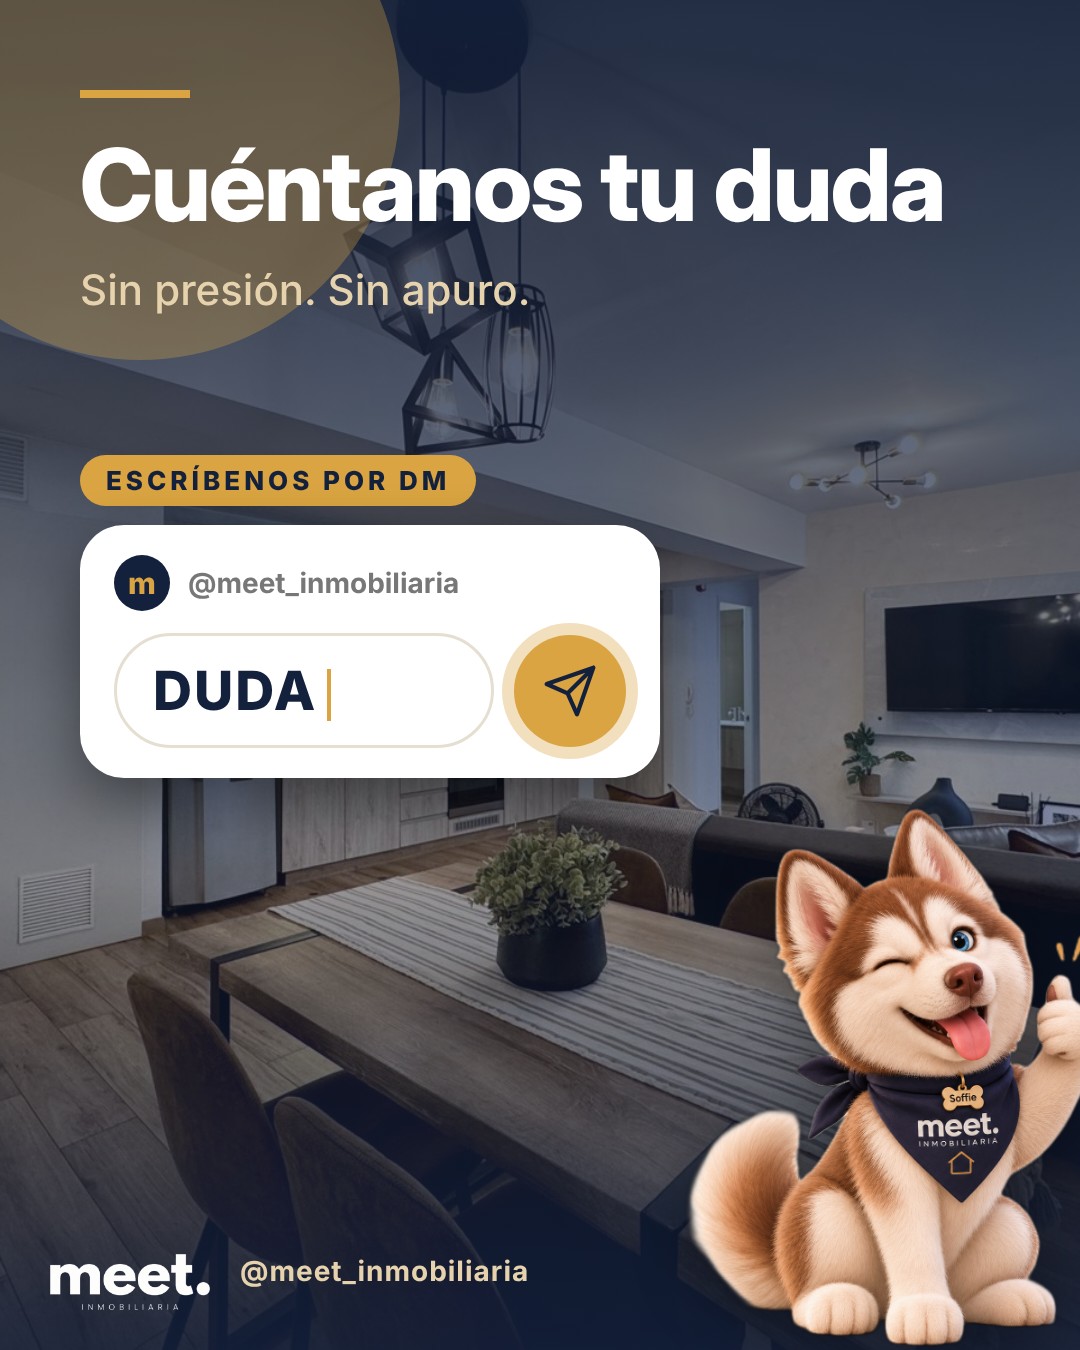 Cuéntanos tu duda
Sin presión. Sin apuro.
ESCRÍBENOS POR DM
m @meet_inmobiliaria
DUDA
Soffie
meet.
INMOBILIARIA
meet. @meet_inmobiliaria
INMOBILIARIA